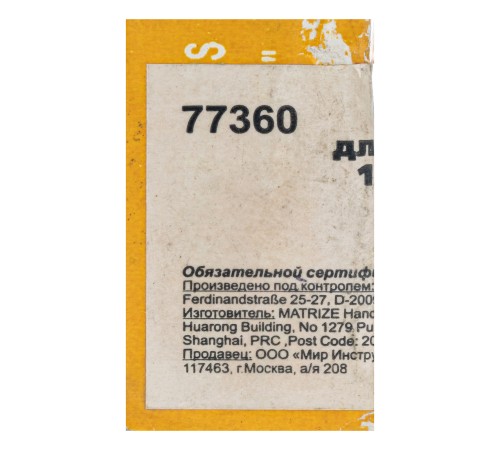 S
77360
дл
1
Обязательной сертифи
Произведено под контролем:
Ferdinandstraße 25-27, D-2009
Изготовитель: MATRIZE Hand
Huarong Building, No 1279 Pu
Shanghai, PRC ,Post Code: 20
Продавец: ООО «Мир Инстру
117463, г.Москва, а/я 208